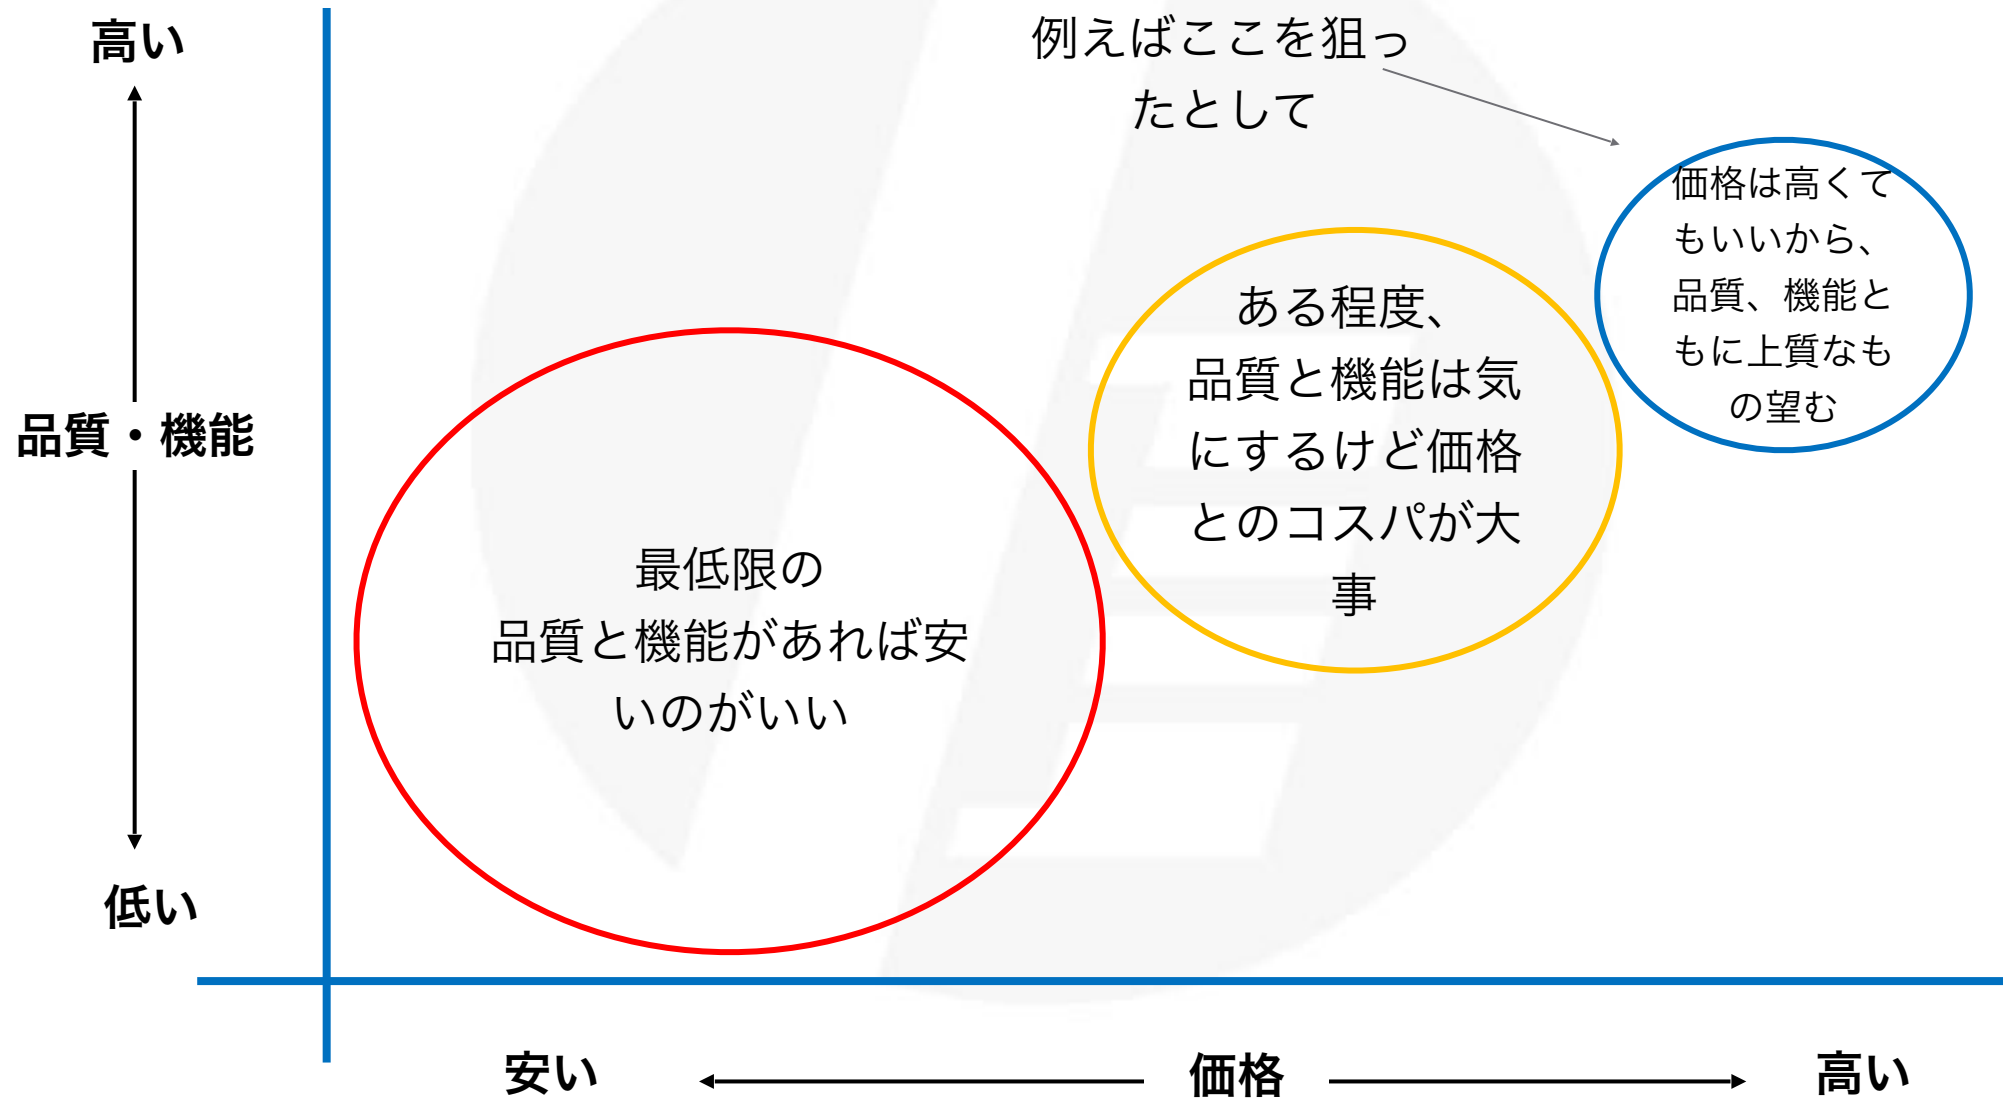 高い
例えばここを狙っ
たとして
価格は高くて
もいいから、
品質、機能と
もに上質なも
の望む
ある程度、
品質と機能は気
にするけど価格
とのコスパが大
事
品質・機能
最低限の
品質と機能があれば安
いのがいい
低い
安い
価格
高い